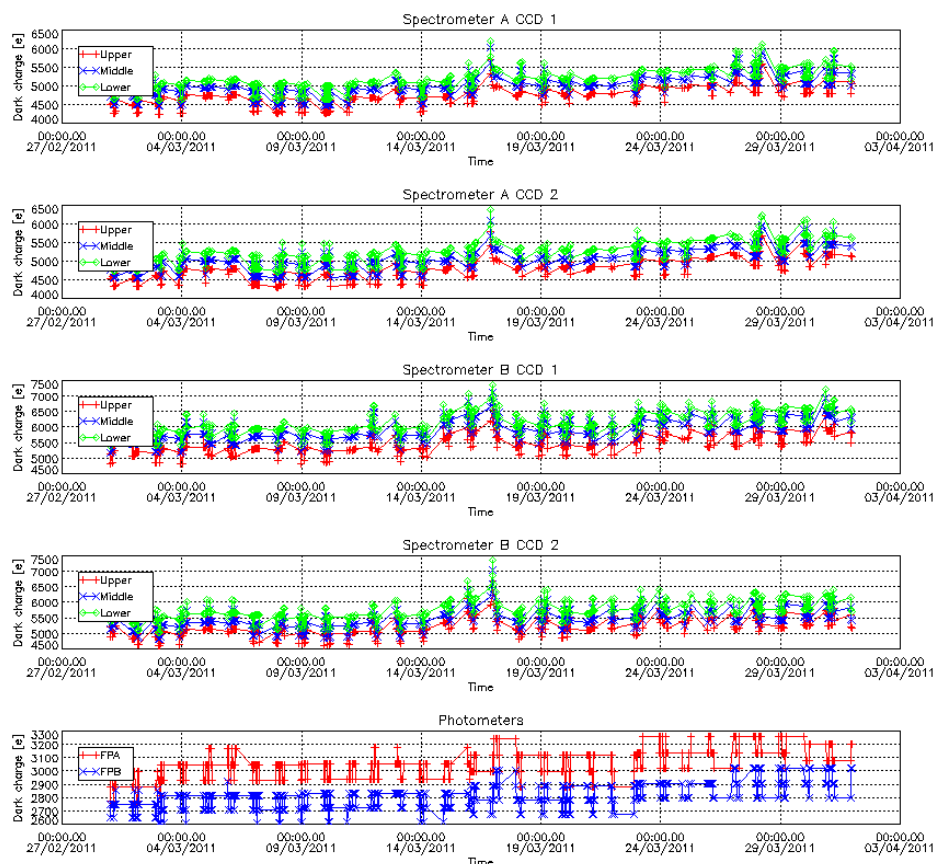 Spectrometer A CCD 1
Dark charge [e]
6500
6000
5500
5000
4500
4000
Upper
Middle
Lower
00:00.00 00:00.00 00:00.00 00:00.00 00:00.00 00:00.00 00:00.00 00:00.00
27/02/2011 04/03/2011 09/03/2011 14/03/2011 19/03/2011 24/03/2011 29/03/2011 03/04/2011
Time
Spectrometer A CCD 2
Dark charge [e]
6500
6000
5500
5000
4500
4000
Upper
Middle
Lower
00:00.00 00:00.00 00:00.00 00:00.00 00:00.00 00:00.00 00:00.00 00:00.00
27/02/2011 04/03/2011 09/03/2011 14/03/2011 19/03/2011 24/03/2011 29/03/2011 03/04/2011
Time
Spectrometer B CCD 1
Dark charge [e]
7500
7000
6500
6000
5500
5000
4500
Upper
Middle
Lower
00:00.00 00:00.00 00:00.00 00:00.00 00:00.00 00:00.00 00:00.00 00:00.00
27/02/2011 04/03/2011 09/03/2011 14/03/2011 19/03/2011 24/03/2011 29/03/2011 03/04/2011
Time
Spectrometer B CCD 2
Dark charge [e]
7500
7000
6500
6000
5500
5000
4500
Upper
Middle
Lower
00:00.00 00:00.00 00:00.00 00:00.00 00:00.00 00:00.00 00:00.00 00:00.00
27/02/2011 04/03/2011 09/03/2011 14/03/2011 19/03/2011 24/03/2011 29/03/2011 03/04/2011
Time
Photometers
Dark charge [e]
3300
3200
3100
3000
2900
2800
2700
2600
FPA
FPB
00:00.00 00:00.00 00:00.00 00:00.00 00:00.00 00:00.00 00:00.00 00:00.00
27/02/2011 04/03/2011 09/03/2011 14/03/2011 19/03/2011 24/03/2011 29/03/2011 03/04/2011
Time